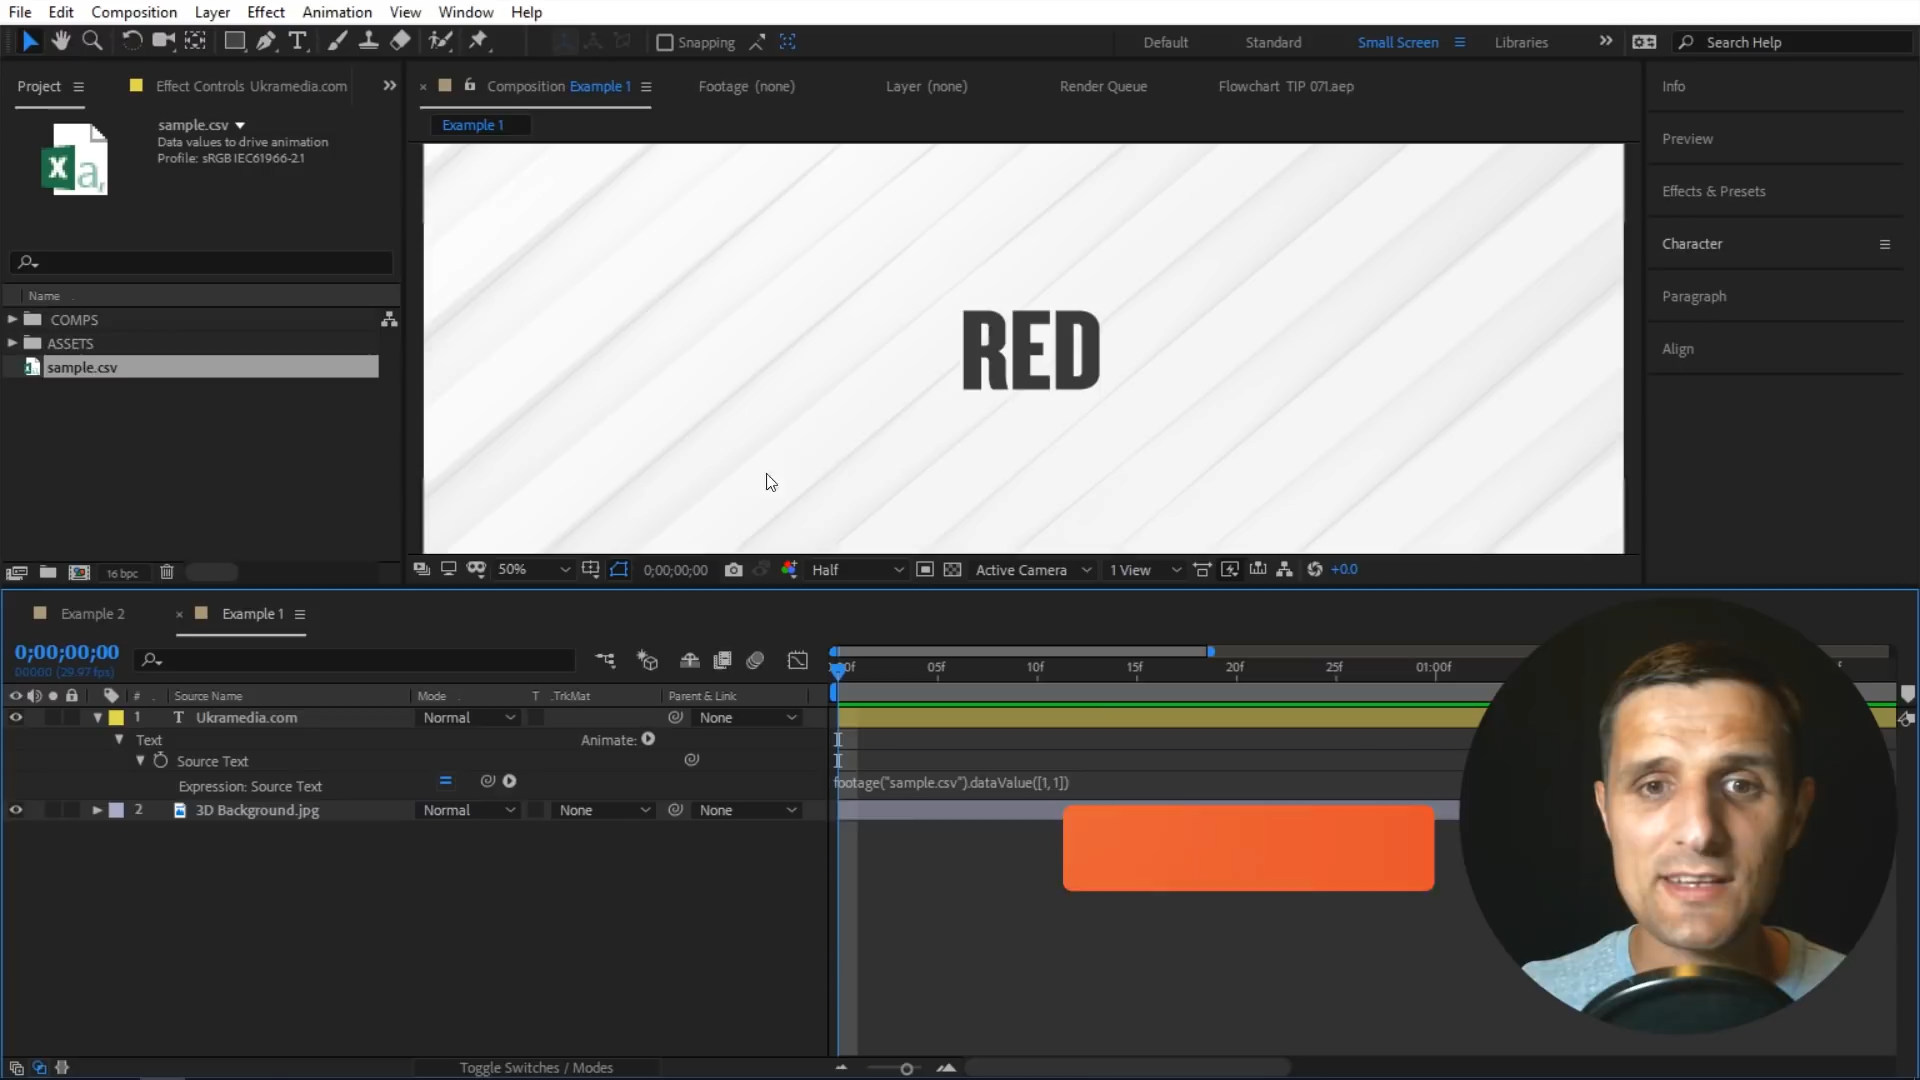 File Edit Composition Layer Effect Animation View Window Help
Snapping Default Standard Small Screen Libraries Search Help
Project Effect Controls Ukramedia.com Composition Example 1 Footage (none) Layer (none) Render Queue Flowchart TIP 071.aep
Example 1
sample.csv
Data values to drive animation
Profile: sRGB IEC61966-2.1
Name
COMPS
ASSETS
sample.csv
16 bpc
RED
50% 0;00;00;00 Half Active Camera 1 View +0.0
Info
Preview
Effects & Presets
Character
Paragraph
Align
Example 2 Example 1
0;00;00;00
00000 (29.97 fps)
05f 10f 15f 20f 25f 01:00f
# Source Name Mode T .TrkMat Parent & Link
1 T Ukramedia.com Normal None
Text Animate:
Source Text
Expression: Source Text footage("sample.csv").dataValue([1, 1])
2 3D Background.jpg Normal None None
Toggle Switches / Modes